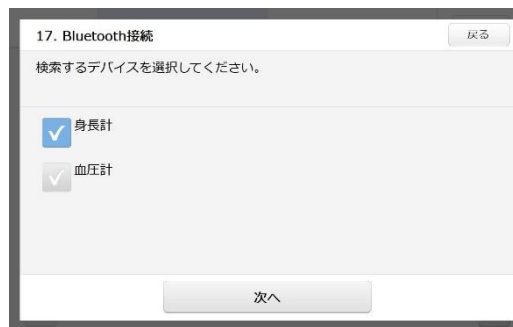 17. Bluetooth接続
戻る
検索するデバイスを選択してください。
身長計
血圧計
次へ